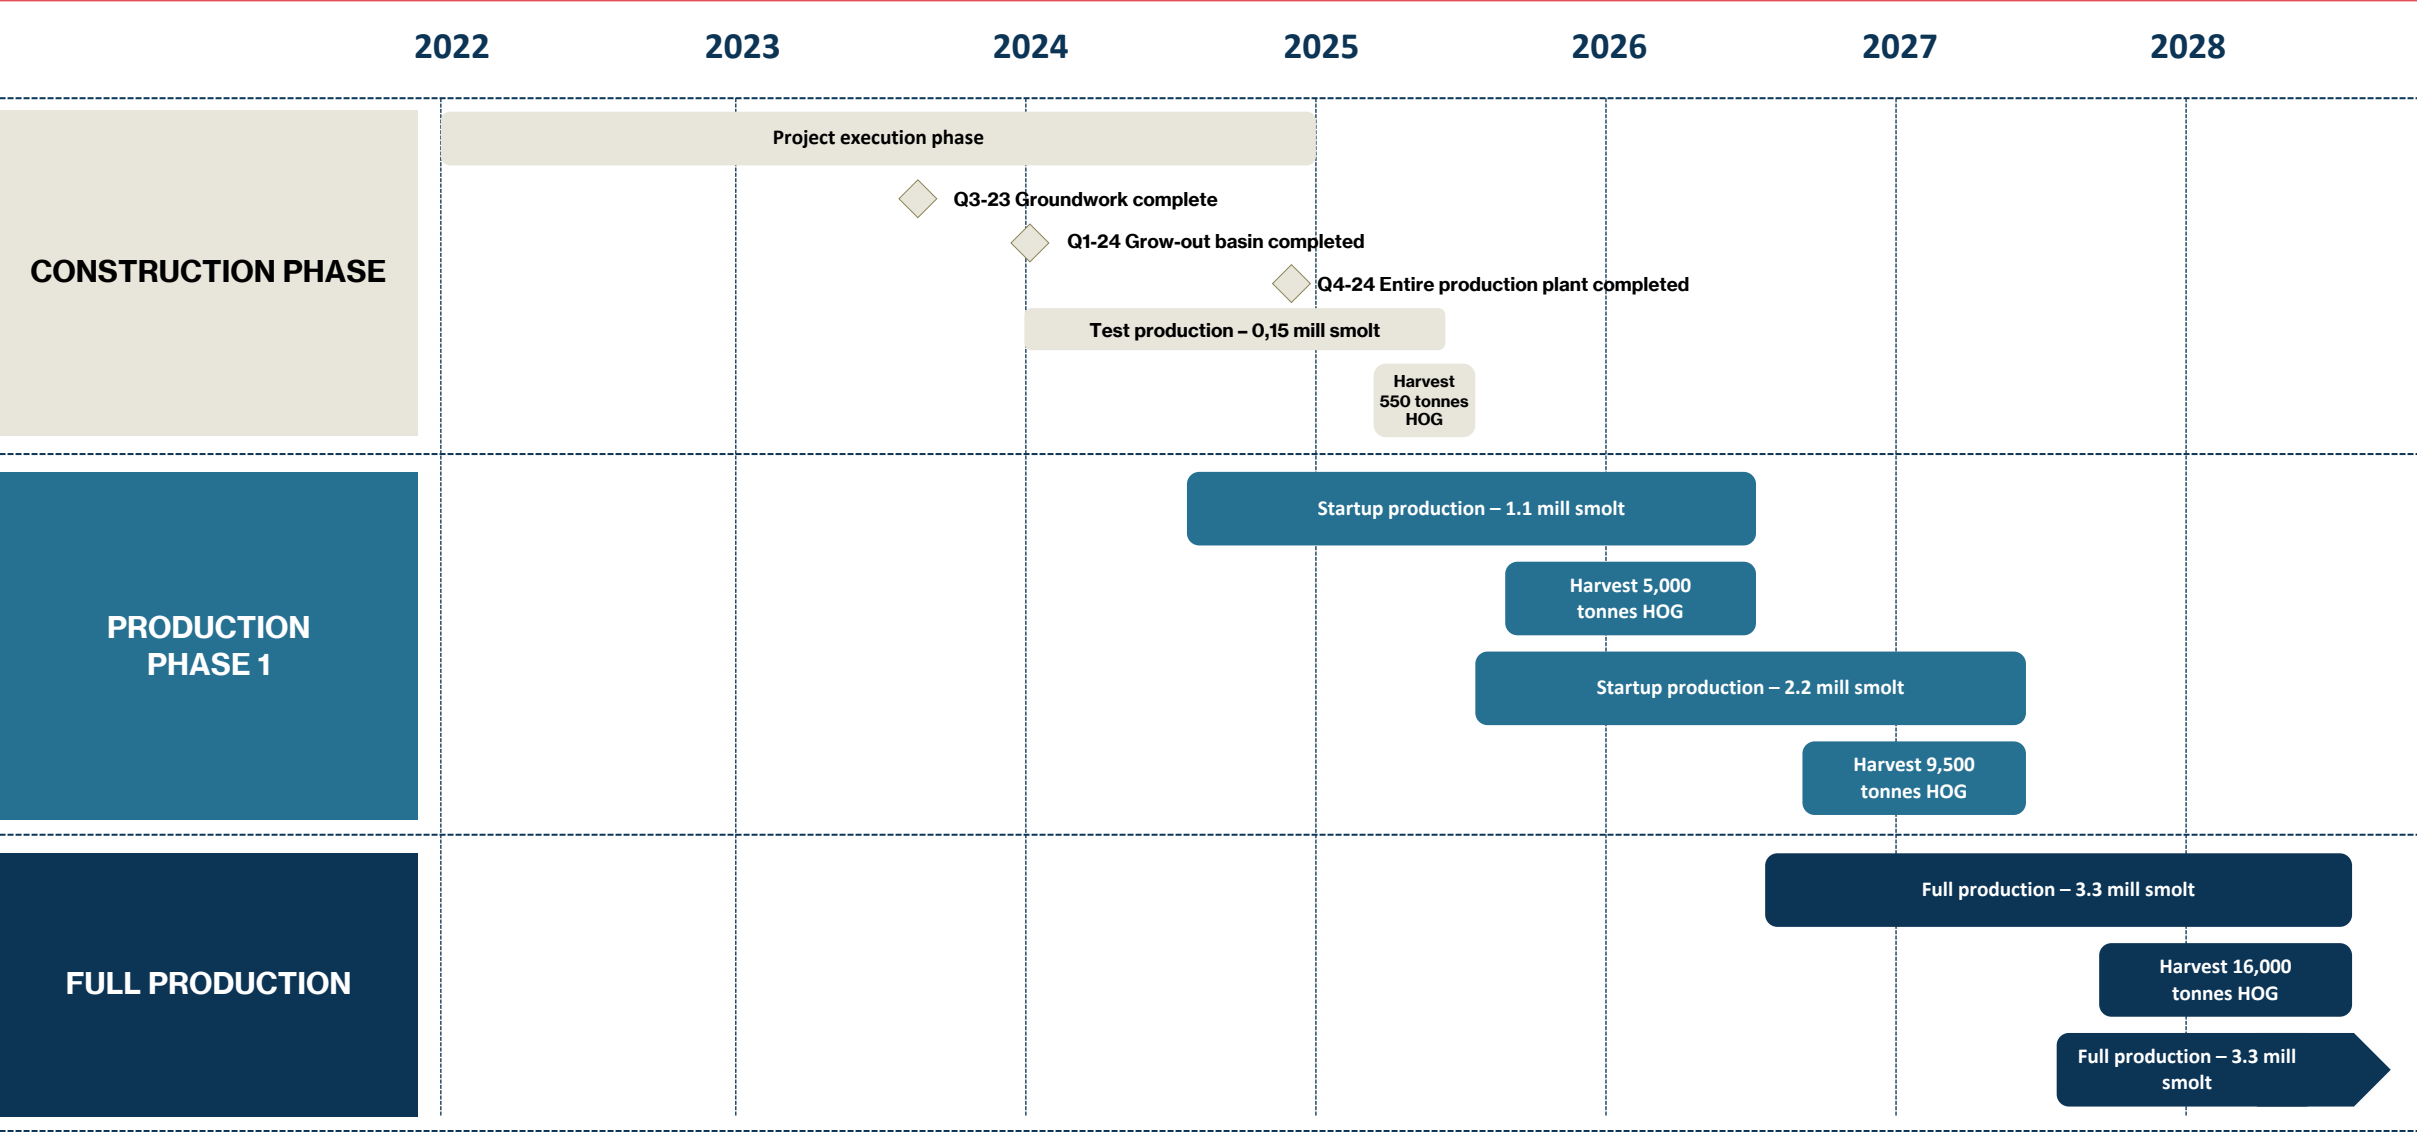 2022 2023 2024 2025 2026 2027 2028
CONSTRUCTION PHASE
Project execution phase
Q3-23 Groundwork complete
Q1-24 Grow-out basin completed
Q4-24 Entire production plant completed
Test production – 0,15 mill smolt
Harvest
550 tonnes
HOG
PRODUCTION
PHASE 1
Startup production – 1.1 mill smolt
Harvest 5,000
tonnes HOG
Startup production – 2.2 mill smolt
Harvest 9,500
tonnes HOG
FULL PRODUCTION
Full production – 3.3 mill smolt
Harvest 16,000
tonnes HOG
Full production – 3.3 mill
smolt